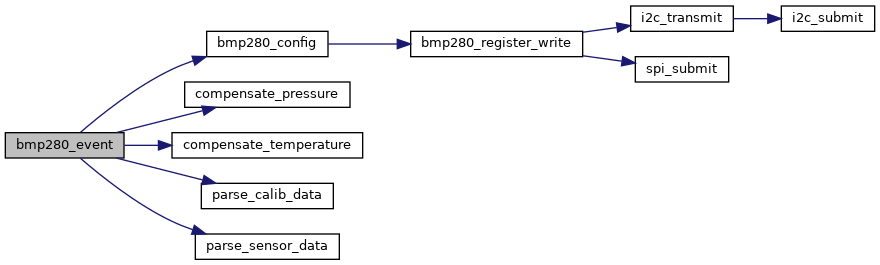 bmp280_event
bmp280_config
compensate_pressure
compensate_temperature
parse_calib_data
parse_sensor_data
bmp280_register_write
i2c_transmit
spi_submit
i2c_submit